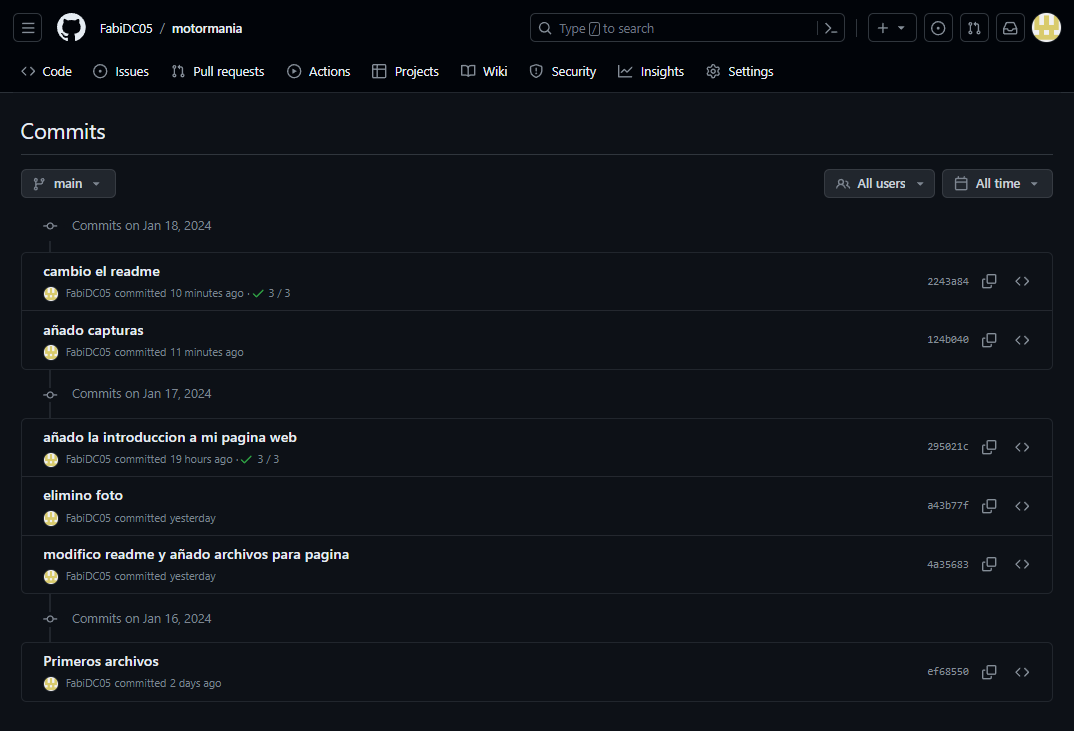 FabiDC05 / motormania
Type / to search
Code Issues Pull requests Actions Projects Wiki Security Insights Settings
Commits
main All users All time
Commits on Jan 18, 2024
cambio el readme
2243a84
FabiDC05 committed 10 minutes ago · 3 / 3
añado capturas
124b040
FabiDC05 committed 11 minutes ago
Commits on Jan 17, 2024
añado la introduccion a mi pagina web
295021c
FabiDC05 committed 19 hours ago · 3 / 3
elimino foto
a43b77f
FabiDC05 committed yesterday
modifico readme y añado archivos para pagina
4a35683
FabiDC05 committed yesterday
Commits on Jan 16, 2024
Primeros archivos
ef68550
FabiDC05 committed 2 days ago